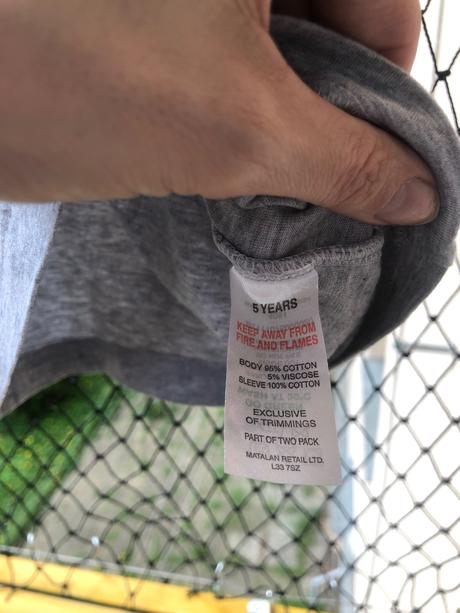 5 YEARS
KEEP AWAY FROM
FIRE AND FLAMES
BODY 95% COTTON
5% VISCOSE
SLEEVE 100% COTTON
EXCLUSIVE
OF TRIMMINGS
PART OF TWO PACK
MATALAN RETAIL LTD.
L33 7SZ